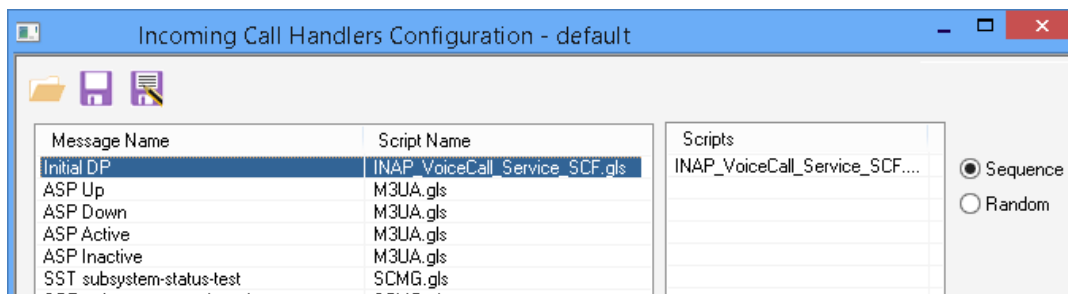 Incoming Call Handlers Configuration - default
Message Name Script Name Scripts
Initial DP INAP_VoiceCall_Service_SCF.gls INAP_VoiceCall_Service_SCF.... Sequence
ASP Up M3UA.gls
ASP Down M3UA.gls Random
ASP Active M3UA.gls
ASP Inactive M3UA.gls
SST subsystem-status-test SCMG.gls